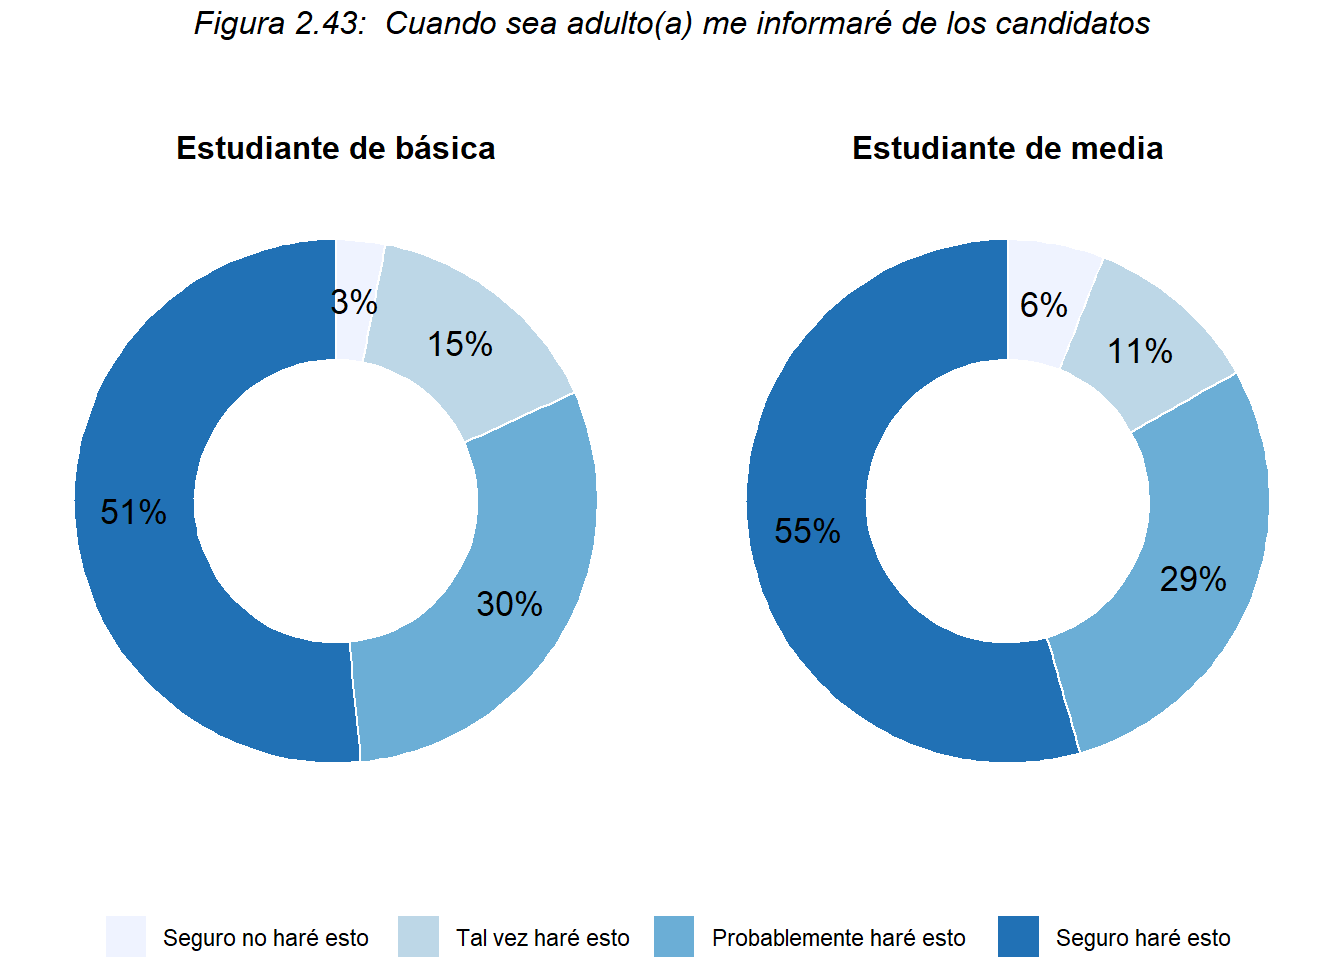 Figura 2.43:  Cuando sea adulto(a) me informaré de los candidatos
Estudiante de básica
Estudiante de media
3%
15%
30%
51%
6%
11%
29%
55%
Seguro no haré esto
Tal vez haré esto
Probablemente haré esto
Seguro haré esto